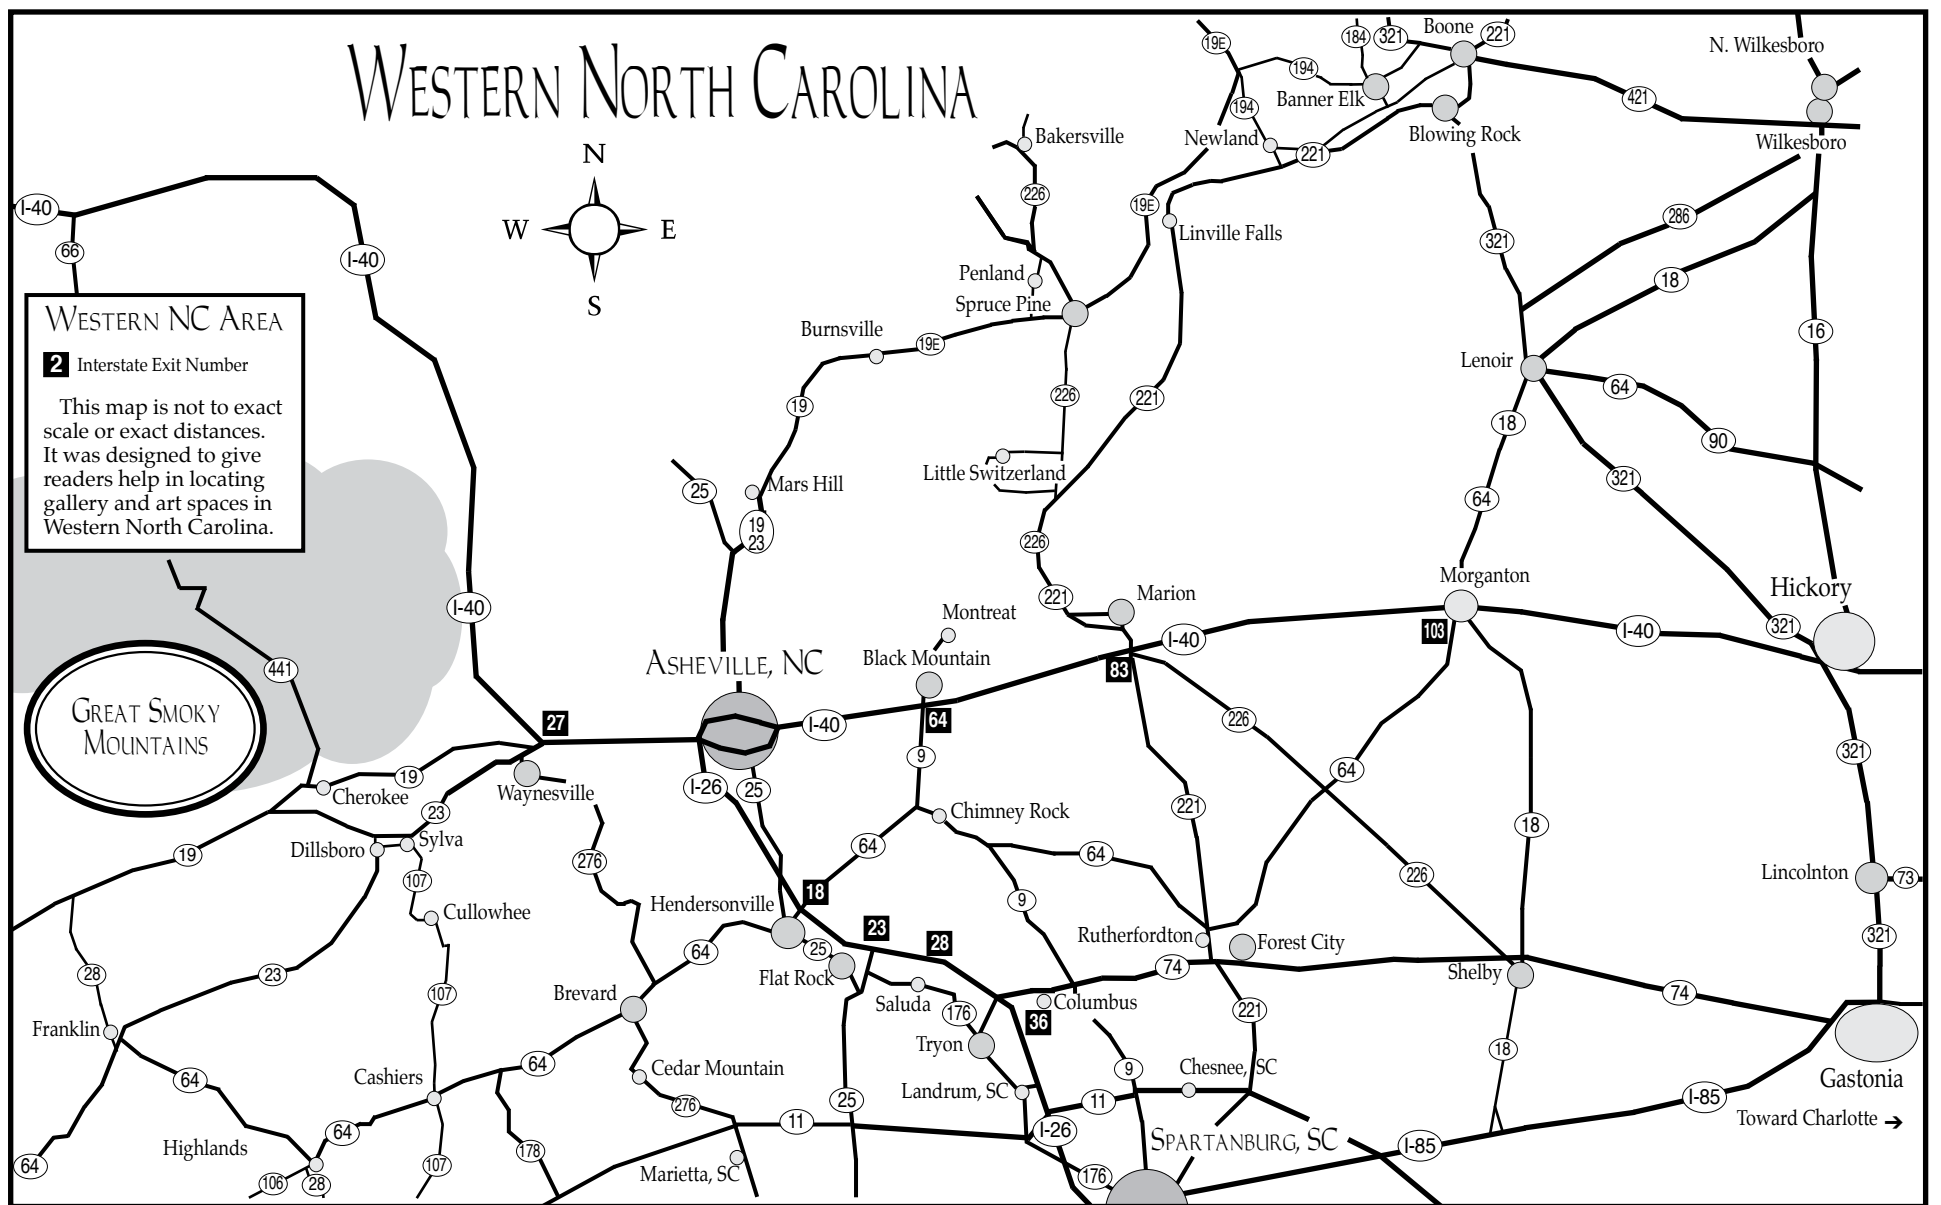 WESTERN NORTH CAROLINA
N
W
E
S
WESTERN NC AREA
2 Interstate Exit Number
This map is not to exact
scale or exact distances.
It was designed to give
readers help in locating
gallery and art spaces in
Western North Carolina.
GREAT SMOKY
MOUNTAINS
19E
184
321
Boone
221
N. Wilkesboro
194
Banner Elk
421
194
Newland
221
Blowing Rock
Wilkesboro
Bakersville
I-40
66
I-40
226
19E
Linville Falls
321
286
18
Penland
Spruce Pine
Burnsville
19E
16
Lenoir
64
19
226
221
18
90
Little Switzerland
321
25
Mars Hill
19
23
64
226
Morganton
Hickory
I-40
221
Marion
Montreat
103
I-40
321
I-40
Black Mountain
83
ASHEVILLE, NC
441
27
I-40
64
226
9
321
64
Cherokee
19
Waynesville
I-26
25
Chimney Rock
221
23
18
Dillsboro
Sylva
19
276
64
64
107
226
Lincolnton
73
18
9
Hendersonville
Cullowhee
23
28
Rutherfordton
Forest City
321
64
25
74
Shelby
28
23
Flat Rock
Saluda
Columbus
74
107
Brevard
176
36
221
Franklin
Tryon
18
64
64
Cashiers
Cedar Mountain
9
Chesnee, SC
Landrum, SC
Gastonia
276
25
11
I-85
Toward Charlotte ➔
11
64
I-26
SPARTANBURG, SC
I-85
Highlands
178
64
107
Marietta, SC
176
106
28